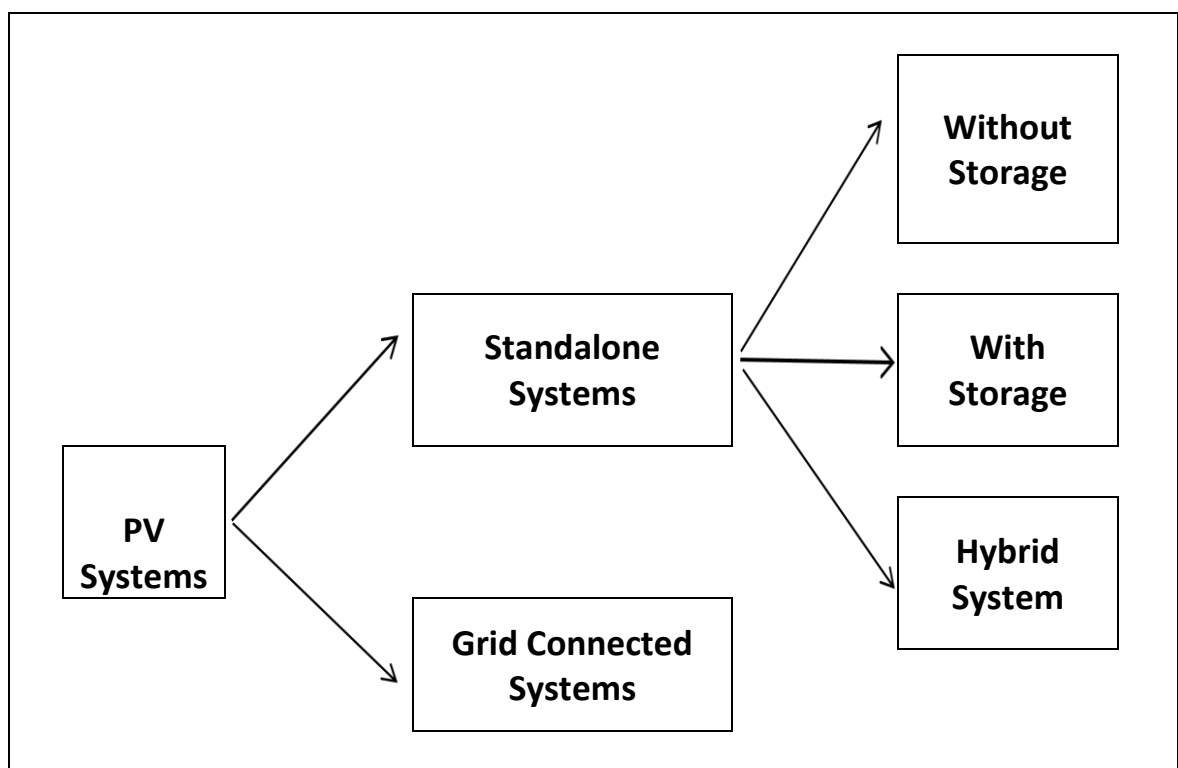 Without
Storage
Standalone
Systems
With
Storage
PV
Systems
Hybrid
System
Grid Connected
Systems